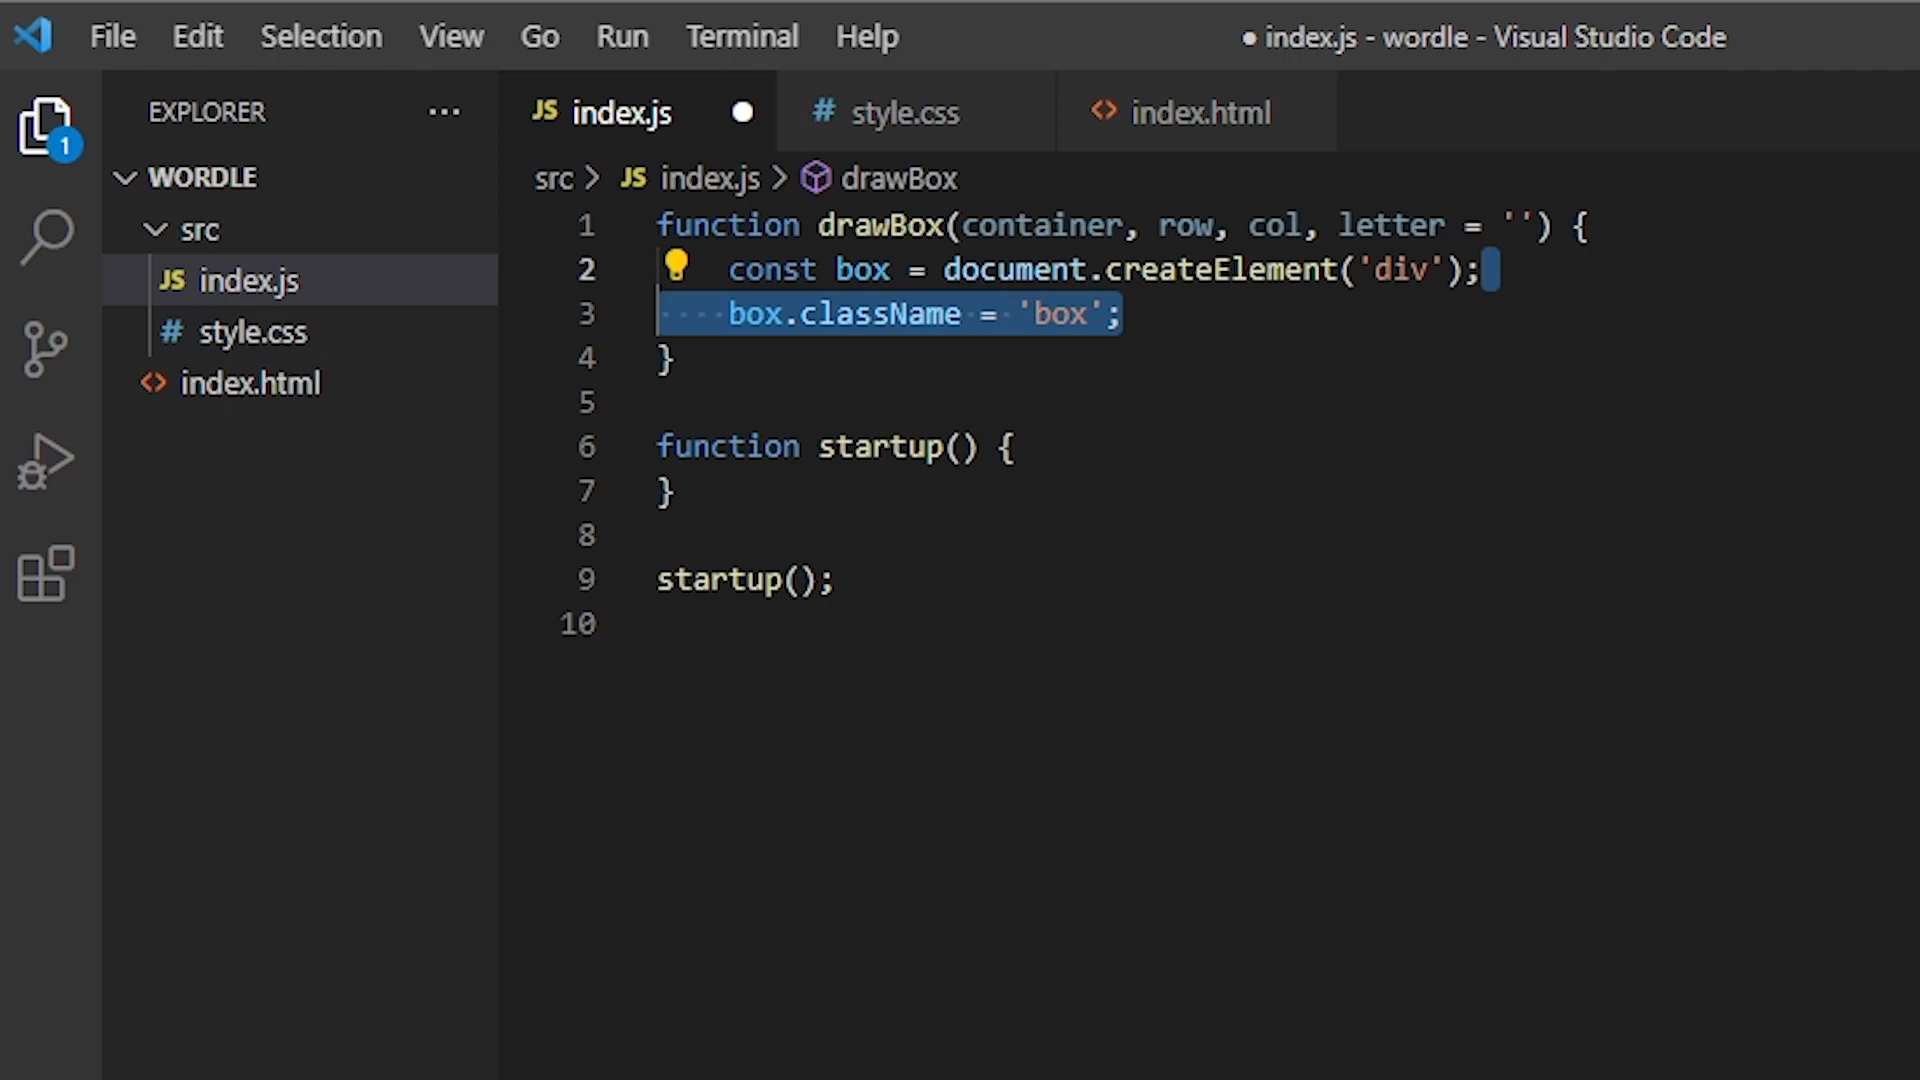 File Edit Selection View Go Run Terminal Help ● index.js - wordle - Visual Studio Code
1
EXPLORER ···
WORDLE
src
JS index.js
# style.css
<> index.html
JS index.js ● # style.css <> index.html
src > JS index.js > drawBox
1 function drawBox(container, row, col, letter = '') {
2     const box = document.createElement('div');
3 ····box.className·=·'box';
4 }
5
6 function startup() {
7 }
8
9 startup();
10